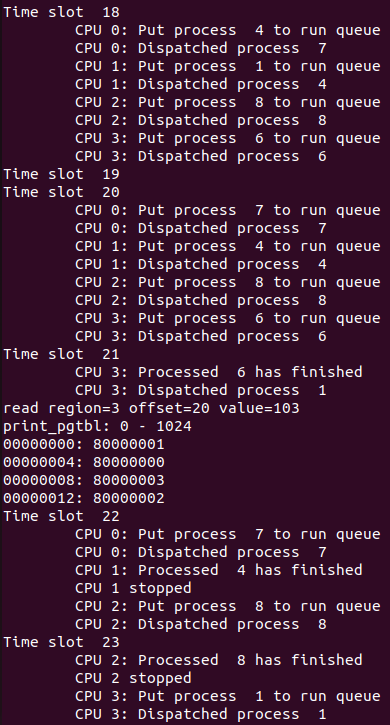 Time slot  18
        CPU 0: Put process  4 to run queue
        CPU 0: Dispatched process  7
        CPU 1: Put process  1 to run queue
        CPU 1: Dispatched process  4
        CPU 2: Put process  8 to run queue
        CPU 2: Dispatched process  8
        CPU 3: Put process  6 to run queue
        CPU 3: Dispatched process  6
Time slot  19
Time slot  20
        CPU 0: Put process  7 to run queue
        CPU 0: Dispatched process  7
        CPU 1: Put process  4 to run queue
        CPU 1: Dispatched process  4
        CPU 2: Put process  8 to run queue
        CPU 2: Dispatched process  8
        CPU 3: Put process  6 to run queue
        CPU 3: Dispatched process  6
Time slot  21
        CPU 3: Processed  6 has finished
        CPU 3: Dispatched process  1
read region=3 offset=20 value=103
print_pgtbl: 0 - 1024
00000000: 80000001
00000004: 80000000
00000008: 80000003
00000012: 80000002
Time slot  22
        CPU 0: Put process  7 to run queue
        CPU 0: Dispatched process  7
        CPU 1: Processed  4 has finished
        CPU 1 stopped
        CPU 2: Put process  8 to run queue
        CPU 2: Dispatched process  8
Time slot  23
        CPU 2: Processed  8 has finished
        CPU 2 stopped
        CPU 3: Put process  1 to run queue
        CPU 3: Dispatched process  1